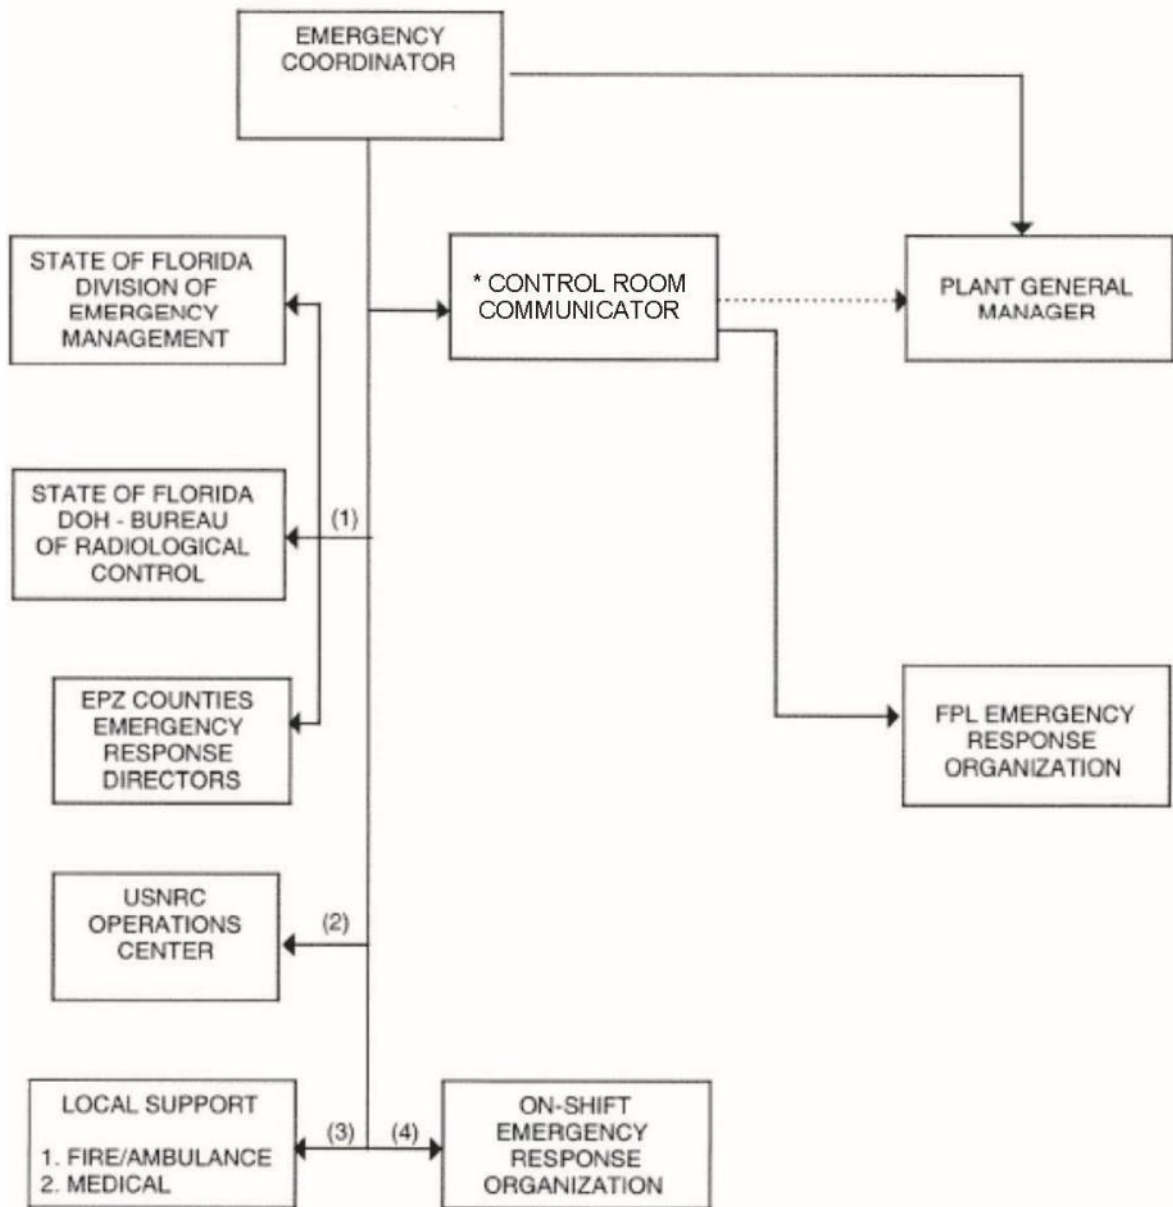 EMERGENCY
COORDINATOR
STATE OF FLORIDA
DIVISION OF
EMERGENCY
MANAGEMENT
* CONTROL ROOM
COMMUNICATOR
PLANT GENERAL
MANAGER
STATE OF FLORIDA
DOH - BUREAU
OF RADIOLOGICAL
CONTROL
(1)
EPZ COUNTIES
EMERGENCY
RESPONSE
DIRECTORS
FPL EMERGENCY
RESPONSE
ORGANIZATION
USNRC
OPERATIONS
CENTER
(2)
LOCAL SUPPORT
1. FIRE/AMBULANCE
2. MEDICAL
(3)
(4)
ON-SHIFT
EMERGENCY
RESPONSE
ORGANIZATION